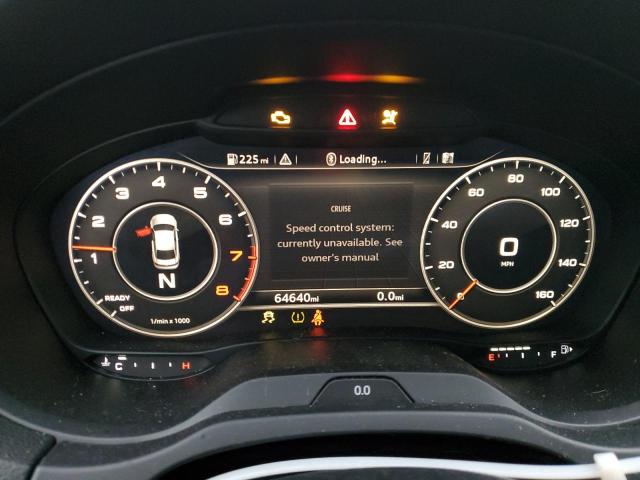 225 mi Loading...
3 4 5
2 6
1 7
8
READY
OFF
1/min x 1000
N
CRUISE
Speed control system:
currently unavailable. See
owner's manual
64640mi 0.0mi
60 80 100
40 120
20 140
0 160
0
MPH
C H
E F
0.0